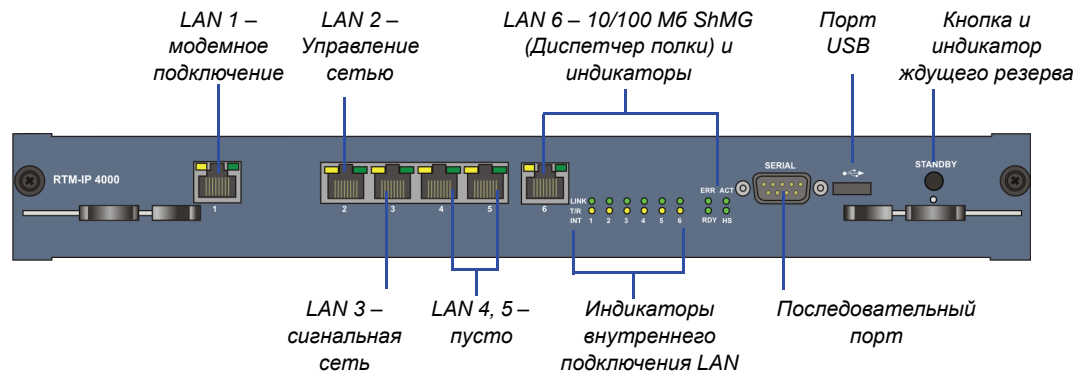 LAN 1 –
модемное
подключение
LAN 2 –
Управление
сетью
LAN 6 – 10/100 Мб ShMG
(Диспетчер полки) и
индикаторы
Порт
USB
Кнопка и
индикатор
ждущего резерва
RTM-IP 4000
1
2
3
4
5
6
LINK
T/R
INT 1 2 3 4 5 6
ERR ACT
RDY HS
SERIAL
STANDBY
LAN 3 –
сигнальная
сеть
LAN 4, 5 –
пусто
Индикаторы
внутреннего
подключения LAN
Последовательный
порт